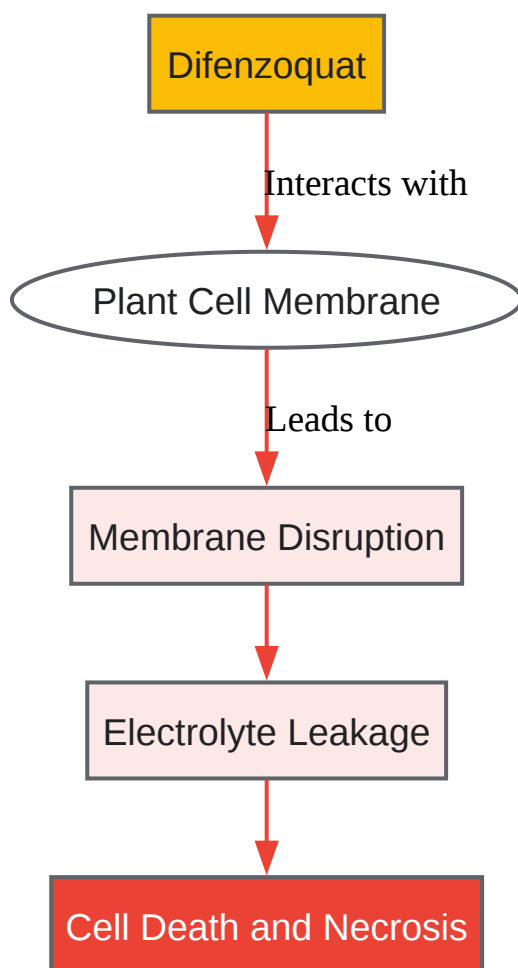 Difenzoquat
Interacts with
Plant Cell Membrane
Leads to
Membrane Disruption
Electrolyte Leakage
Cell Death and Necrosis